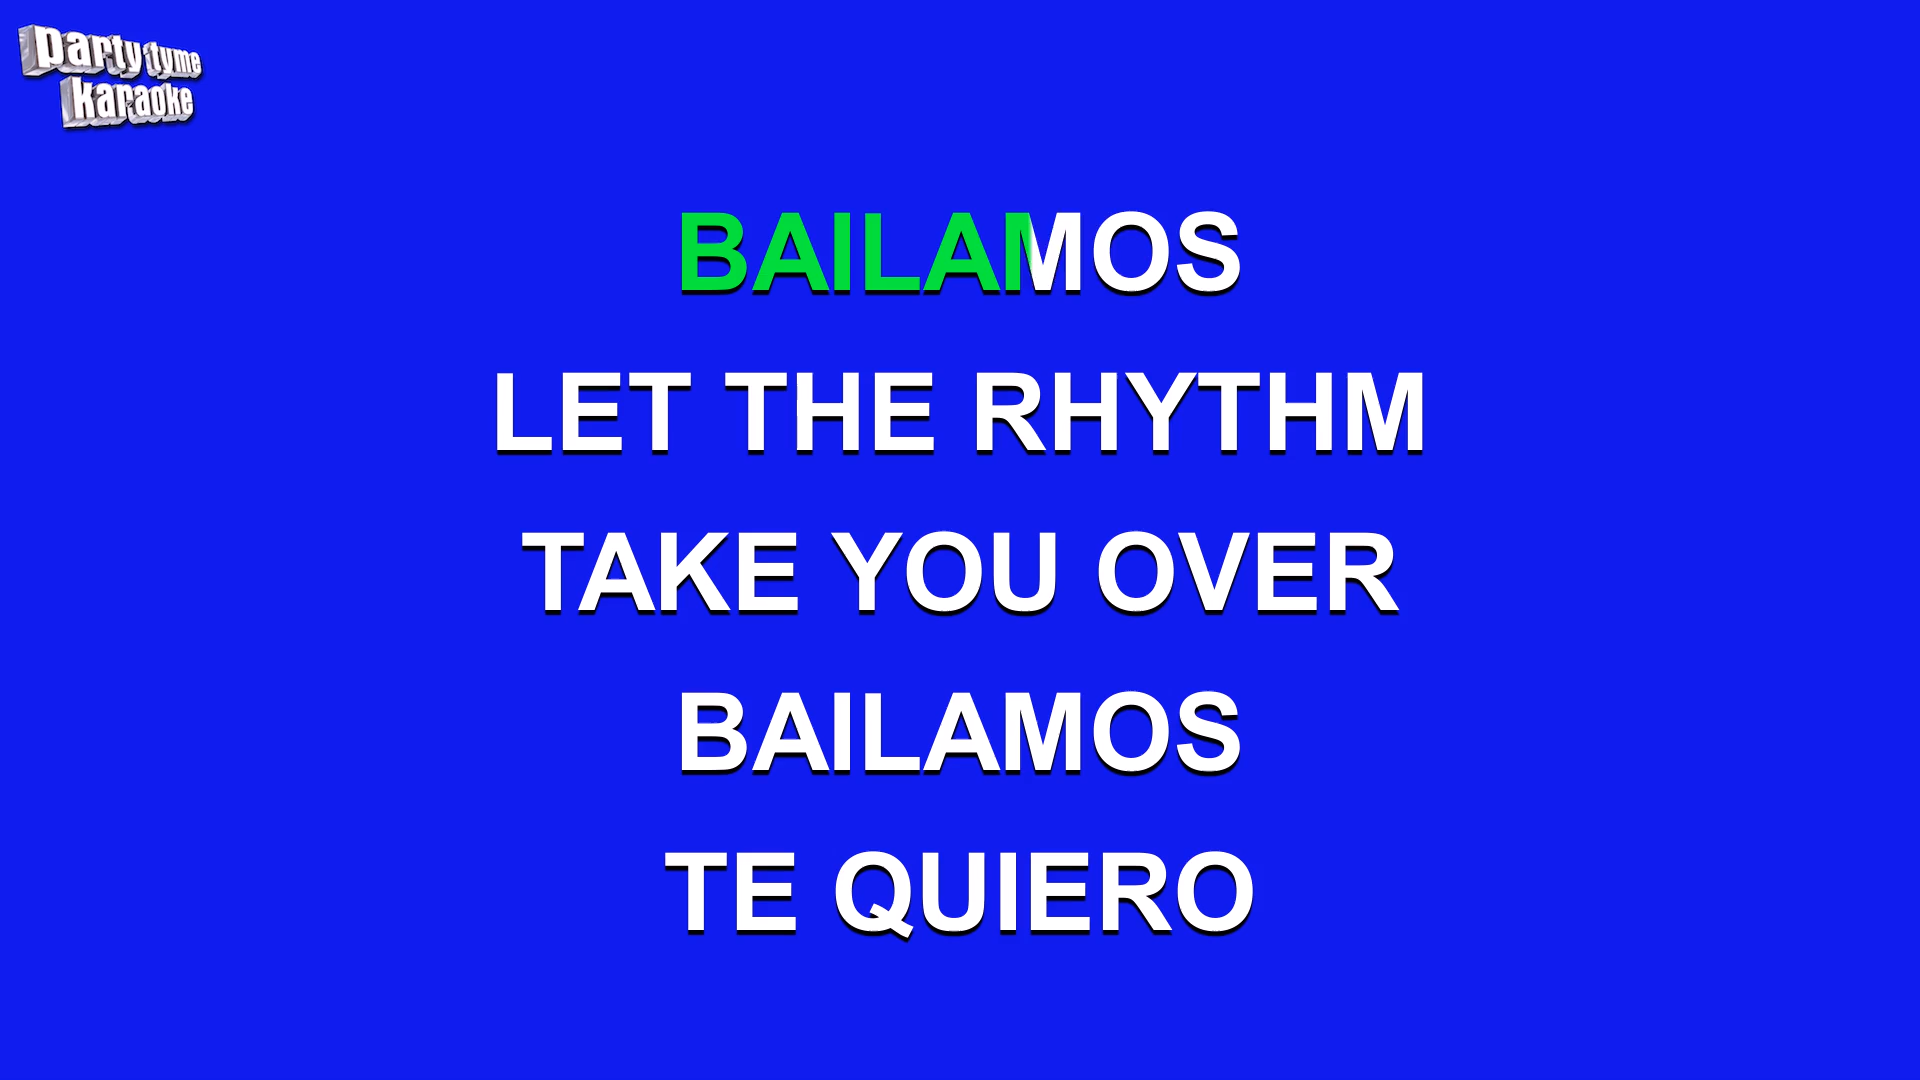 party tyme
karaoke
BAILAMOS
LET THE RHYTHM
TAKE YOU OVER
BAILAMOS
TE QUIERO